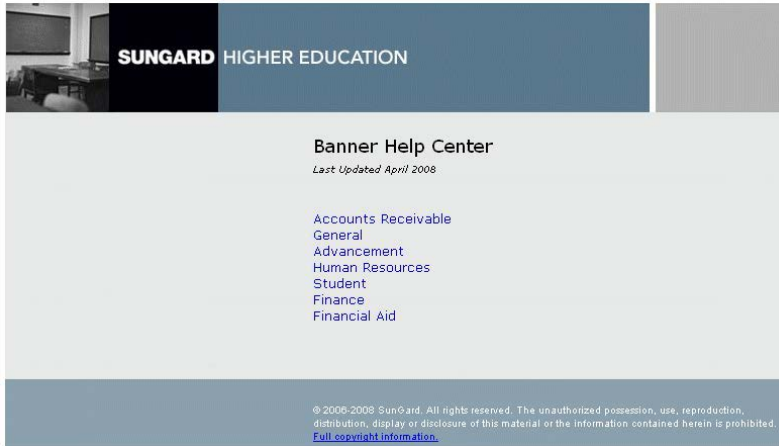 SUNGARD HIGHER EDUCATION
Banner Help Center
Last Updated April 2008
Accounts Receivable
General
Advancement
Human Resources
Student
Finance
Financial Aid
© 2006-2008 SunGard. All rights reserved. The unauthorized possession, use, reproduction,
distribution, display or disclosure of this material or the information contained herein is prohibited.
Full copyright information.